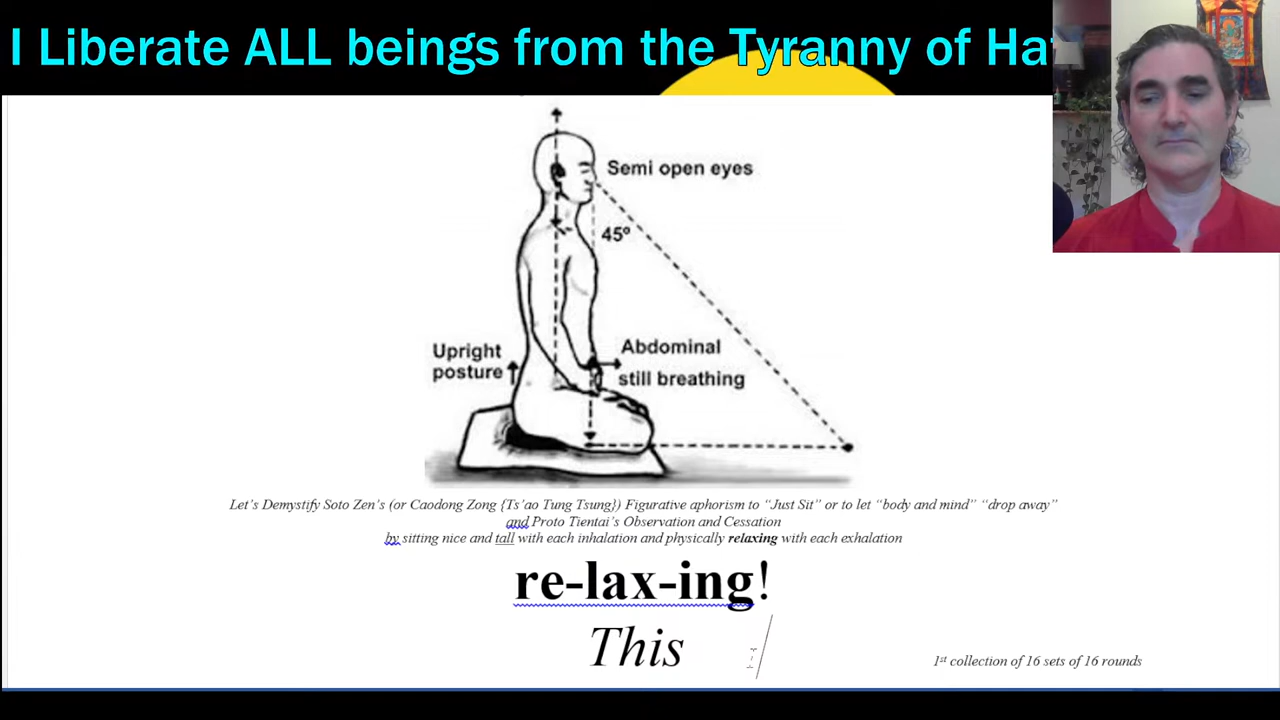 I Liberate ALL beings from the Tyranny of
Semi open eyes
45º
Upright
posture
Abdominal
still breathing
Let's Demystify Soto Zen's (or Caodong Zong {Ts'ao Tung Tsung}) Figurative aphorism to “Just Sit” or to let “body and mind” “drop away”
and Proto Tientai's Observation and Cessation
by sitting nice and tall with each inhalation and physically relaxing with each exhalation
re-lax-ing!
This
1st collection of 16 sets of 16 rounds